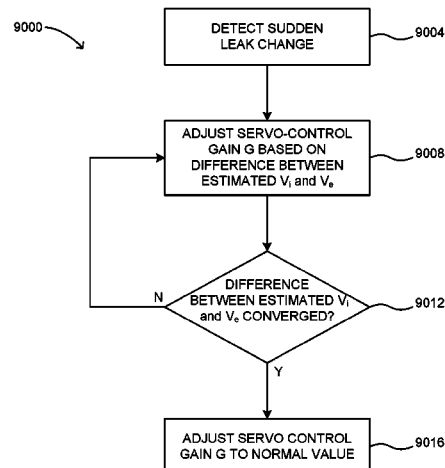 9000
DETECT SUDDEN
LEAK CHANGE
9004
ADJUST SERVO-CONTROL
GAIN G BASED ON
DIFFERENCE BETWEEN
ESTIMATED Vi and Ve
9008
DIFFERENCE
BETWEEN ESTIMATED Vi
and Ve CONVERGED?
9012
N
Y
ADJUST SERVO CONTROL
GAIN G TO NORMAL VALUE
9016